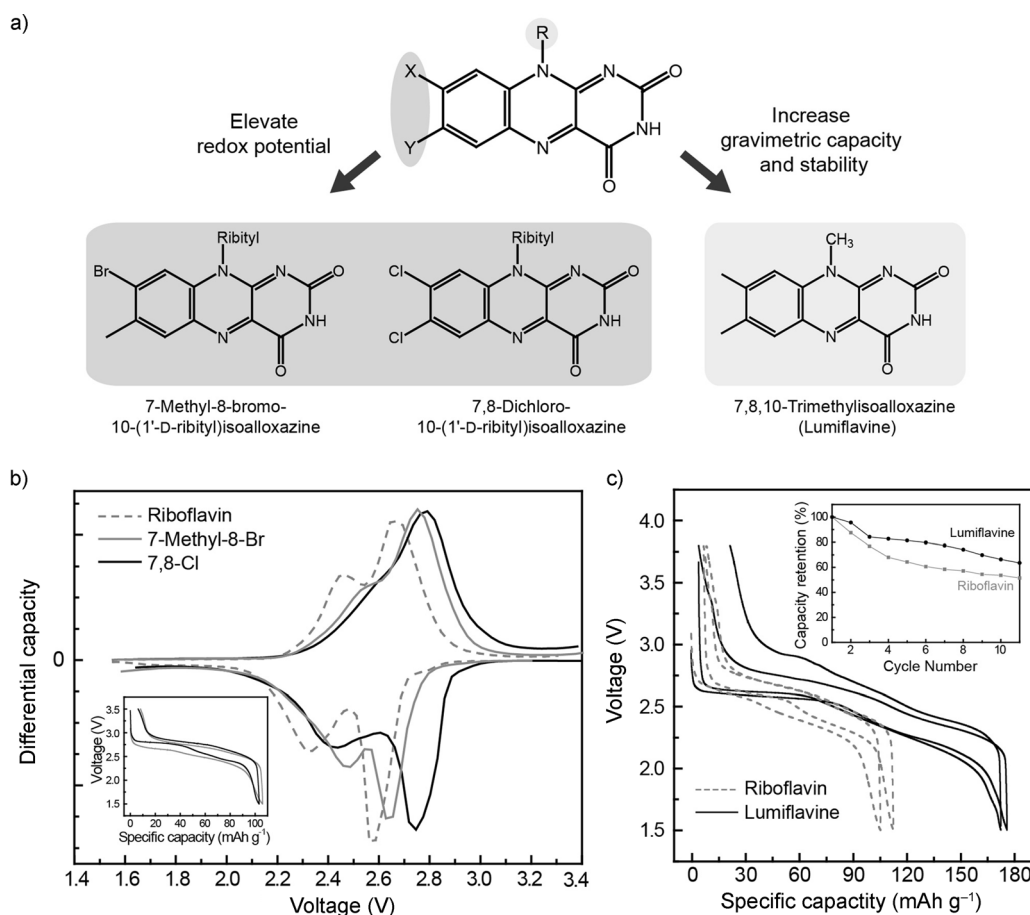 a)
R
X
N
N
O
Y
N
NH
O
Elevate
redox potential
Increase
gravimetric capacity
and stability
Ribityl
Br
N
N
O
N
NH
O
7-Methyl-8-bromo-
10-(1'-D-ribityl)isoalloxazine
Ribityl
Cl
N
N
O
Cl
N
NH
O
7,8-Dichloro-
10-(1'-D-ribityl)isoalloxazine
CH3
N
N
O
N
NH
O
7,8,10-Trimethylisoalloxazine
(Lumiflavine)
b)
Riboflavin
7-Methyl-8-Br
7,8-Cl
Differential capacity
0
Voltage (V)
3.5
3.0
2.5
2.0
1.5
0 20 40 60 80 100
Specific capacity (mAh g⁻¹)
1.4 1.6 1.8 2.0 2.2 2.4 2.6 2.8 3.0 3.2 3.4
Voltage (V)
c)
Voltage (V)
4.0
3.5
3.0
2.5
2.0
1.5
Capacity retention (%)
100
80
60
40
20
0
Lumiflavine
Riboflavin
2 4 6 8 10
Cycle Number
Riboflavin
Lumiflavine
0 30 60 90 120 150 180
Specific capactity (mAh g⁻¹)